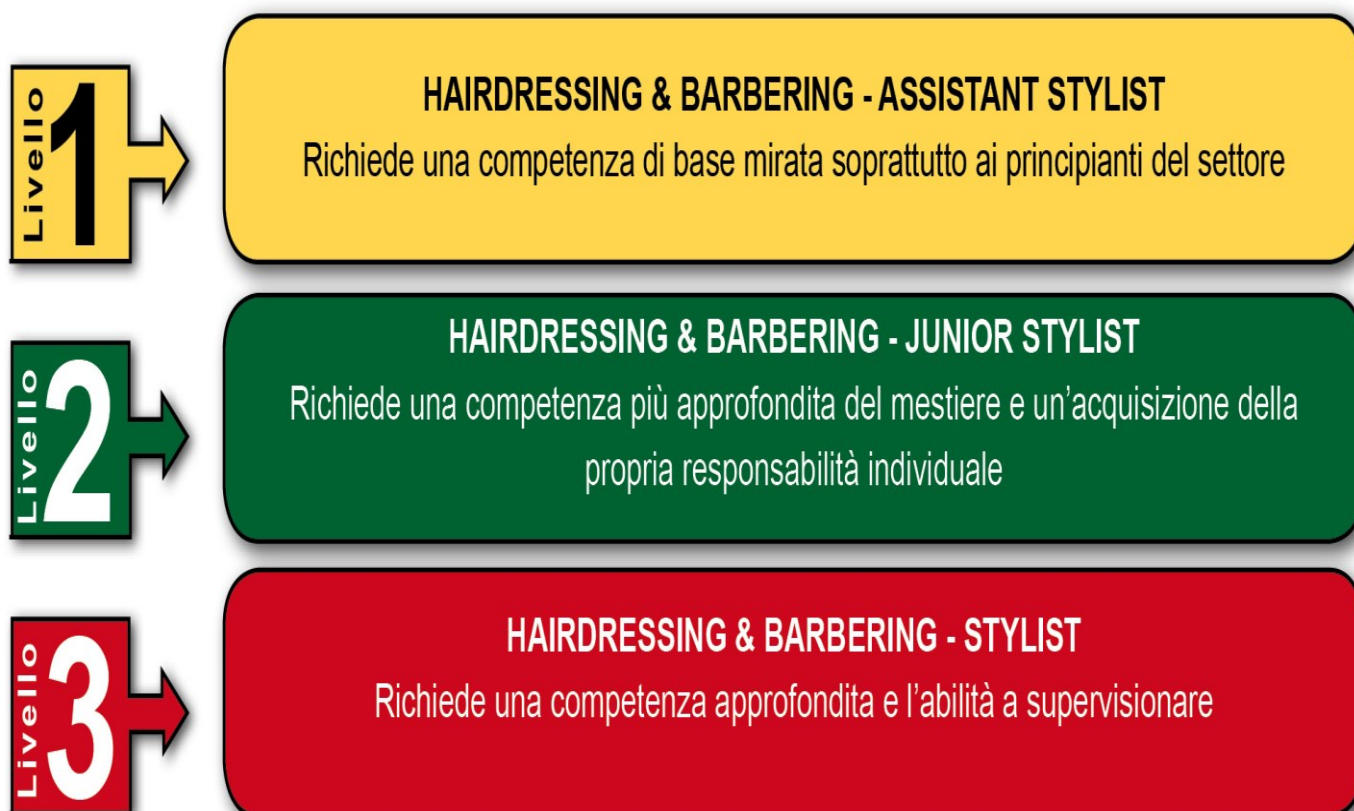 Livello 1
HAIRDRESSING & BARBERING - ASSISTANT STYLIST
Richiede una competenza di base mirata soprattutto ai principianti del settore
Livello 2
HAIRDRESSING & BARBERING - JUNIOR STYLIST
Richiede una competenza più approfondita del mestiere e un’acquisizione della
propria responsabilità individuale
Livello 3
HAIRDRESSING & BARBERING - STYLIST
Richiede una competenza approfondita e l’abilità a supervisionare